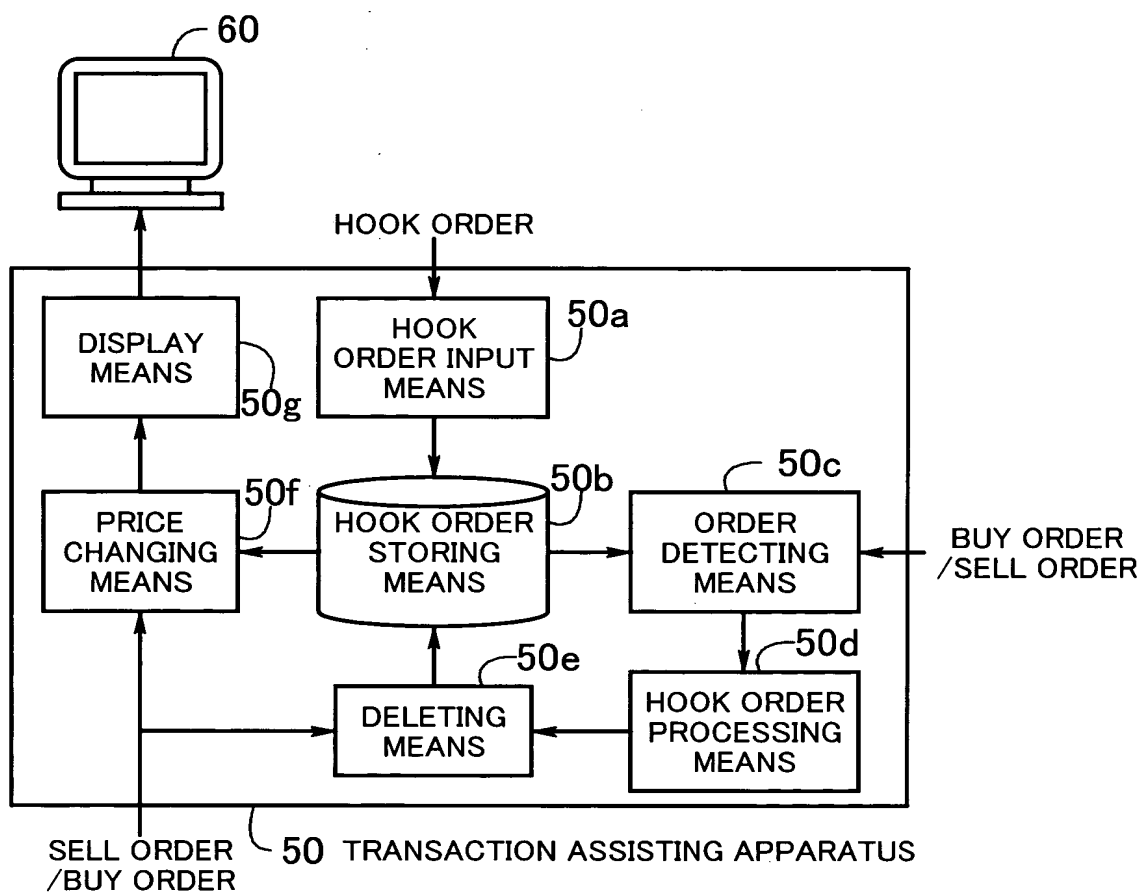 60
HOOK ORDER
HOOK
ORDER INPUT
MEANS
50a
DISPLAY
MEANS
50g
PRICE
CHANGING
MEANS
50f
HOOK ORDER
STORING
MEANS
50b
50c
ORDER
DETECTING
MEANS
BUY ORDER
/SELL ORDER
50e
DELETING
MEANS
50d
HOOK ORDER
PROCESSING
MEANS
SELL ORDER
/BUY ORDER
50 TRANSACTION ASSISTING APPARATUS